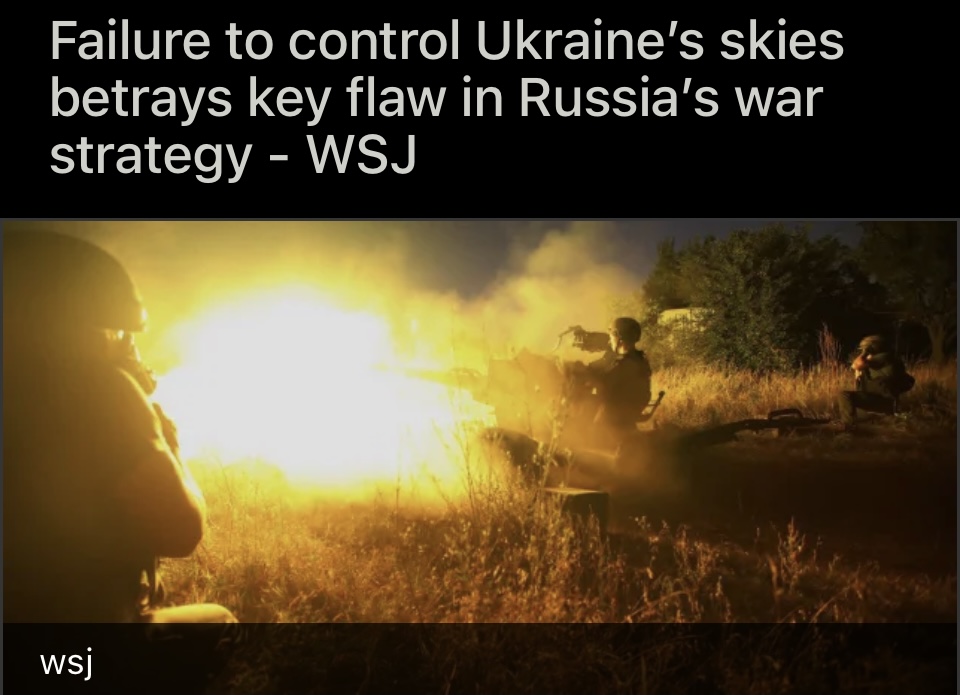 Failure to control Ukraine’s skies
betrays key flaw in Russia’s war
strategy - WSJ
wsj